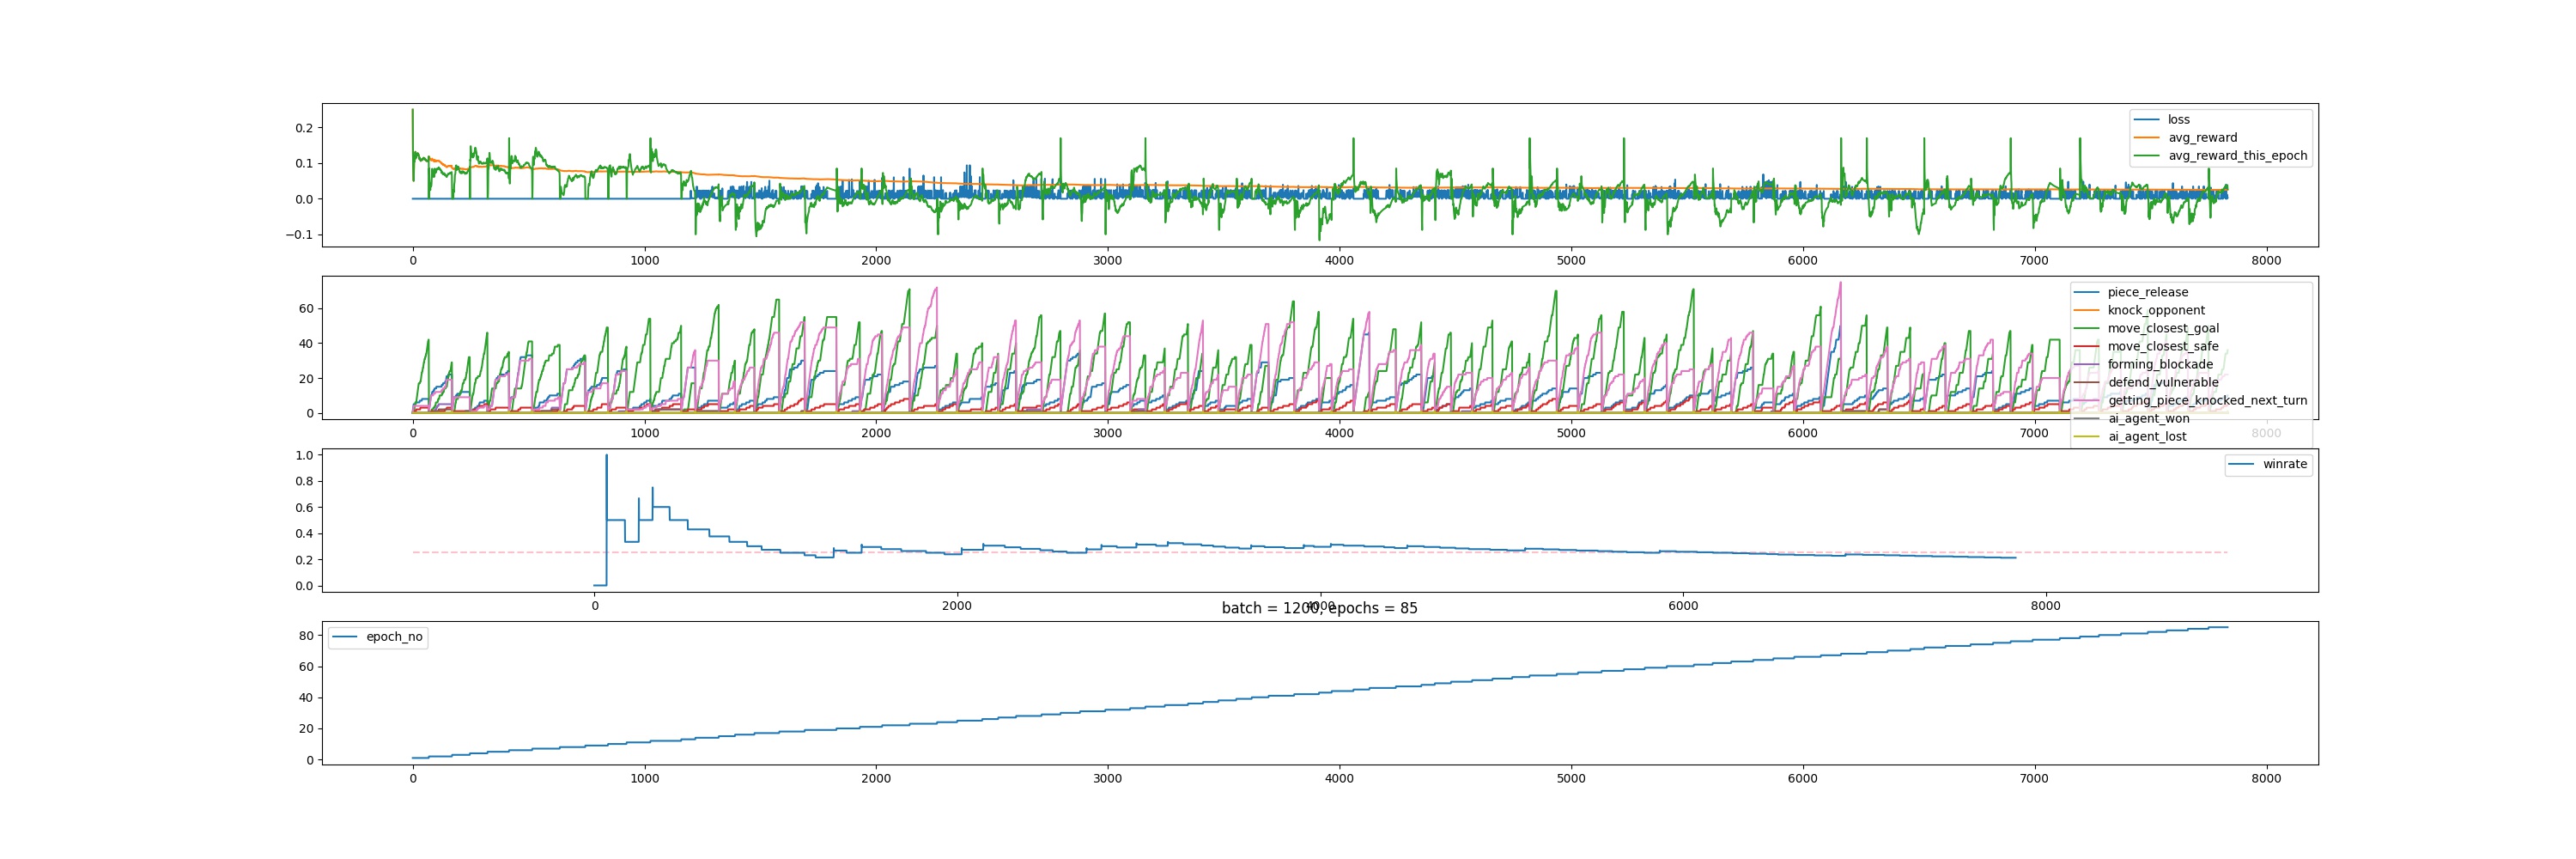 0.2
0.1
0.0
−0.1
loss
avg_reward
avg_reward_this_epoch
0 1000 2000 3000 4000 5000 6000 7000 8000
60
40
20
0
piece_release
knock_opponent
move_closest_goal
move_closest_safe
forming_blockade
defend_vulnerable
getting_piece_knocked_next_turn
ai_agent_won
ai_agent_lost
0 1000 2000 3000 4000 5000 6000 7000 8000
1.0
0.8
0.6
0.4
0.2
0.0
winrate
0 2000 4000 6000 8000
batch = 1200, epochs = 85
80
60
40
20
0
epoch_no
0 1000 2000 3000 4000 5000 6000 7000 8000